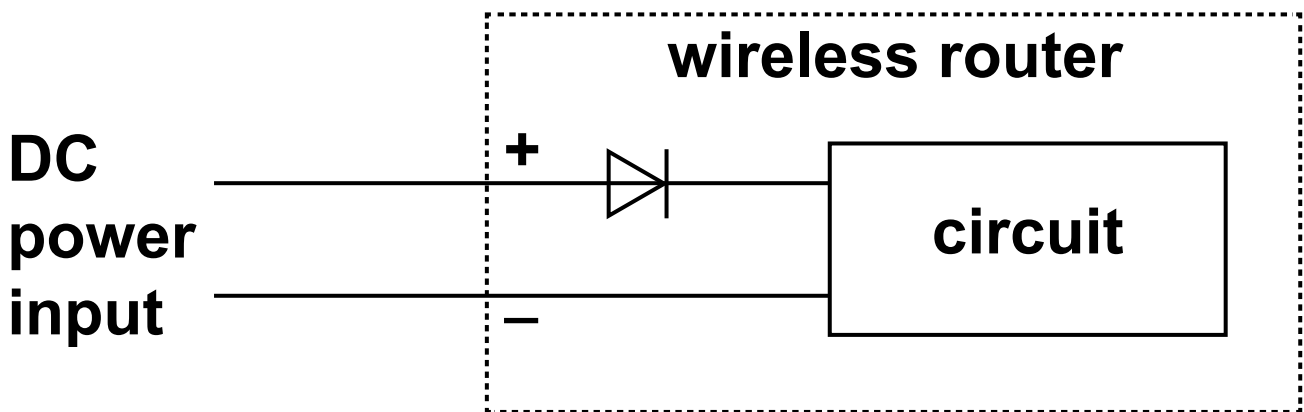 wireless router
DC
power
input
+
–
circuit